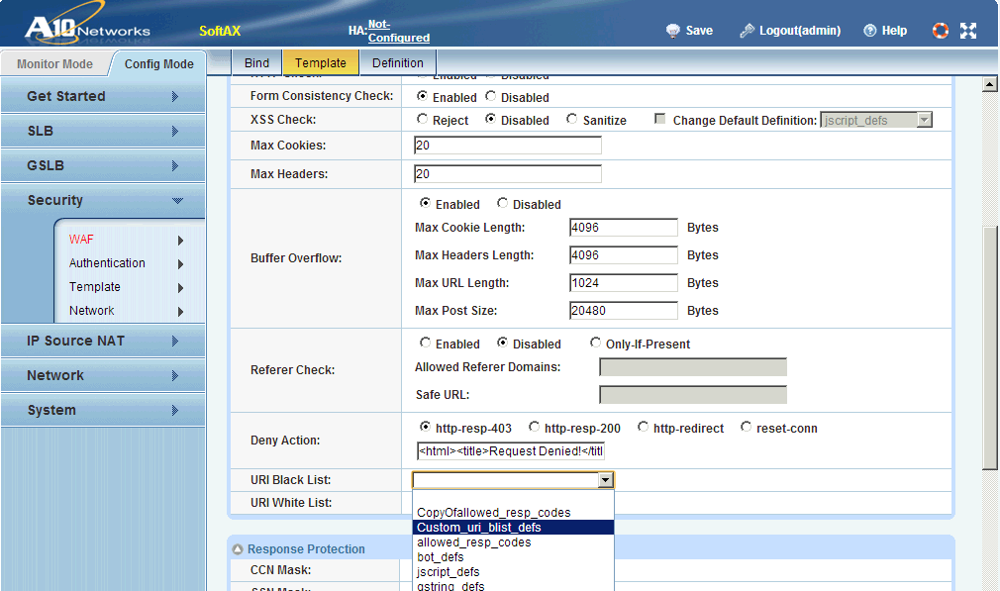 A10 Networks
SoftAX
HA: Not-Configured
Save
Logout(admin)
Help
Monitor Mode
Config Mode
Bind
Template
Definition
Get Started
SLB
GSLB
Security
WAF
Authentication
Template
Network
IP Source NAT
Network
System
Enabled Disabled
Form Consistency Check: Enabled Disabled
XSS Check: Reject Disabled Sanitize Change Default Definition: jscript_defs
Max Cookies: 20
Max Headers: 20
Buffer Overflow: Enabled Disabled
Max Cookie Length: 4096 Bytes
Max Headers Length: 4096 Bytes
Max URL Length: 1024 Bytes
Max Post Size: 20480 Bytes
Referer Check: Enabled Disabled Only-If-Present
Allowed Referer Domains:
Safe URL:
Deny Action: http-resp-403 http-resp-200 http-redirect reset-conn
<html><title>Request Denied!</titl
URI Black List:
URI White List:
CopyOfallowed_resp_codes
Custom_uri_blist_defs
allowed_resp_codes
bot_defs
jscript_defs
Response Protection
CCN Mask:
SSN Mask: